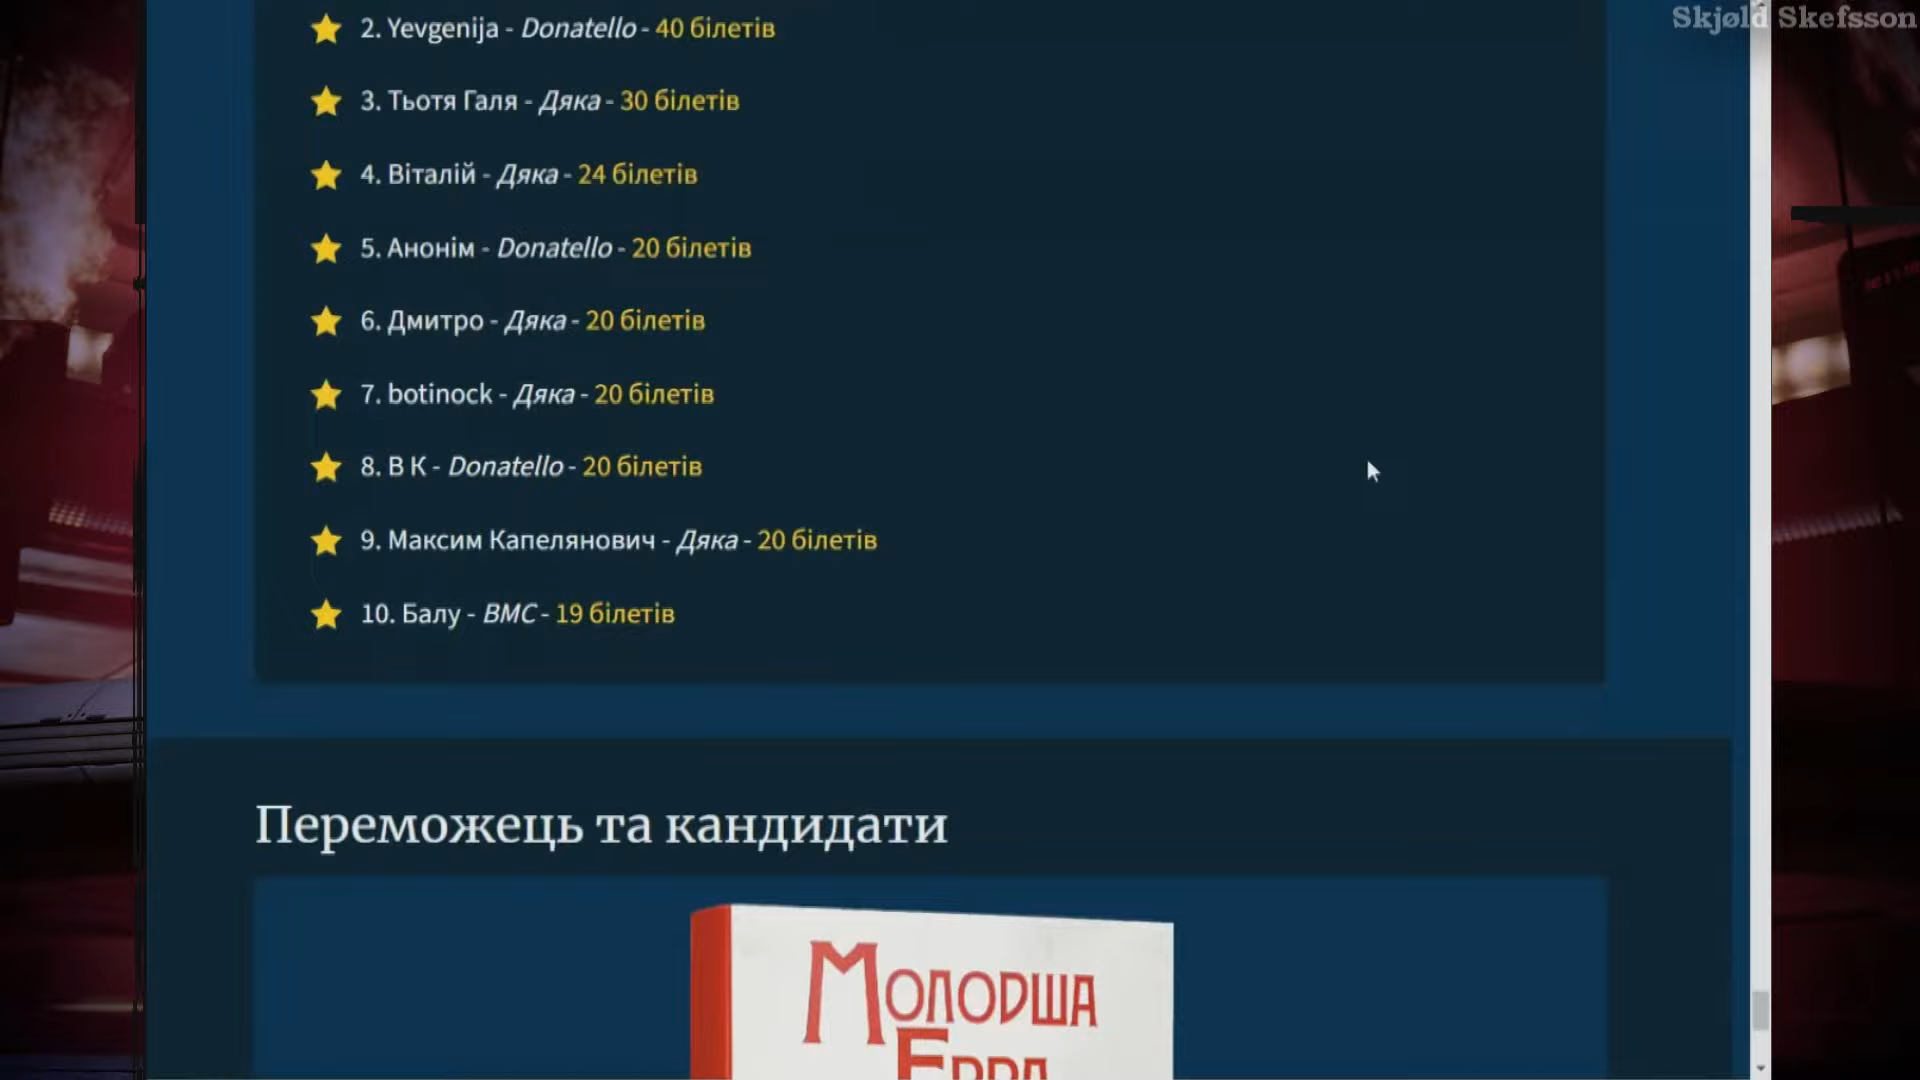 Skjøld Skefsson
2. Yevgenija - Donatello - 40 білетів
3. Тьотя Галя - Дяка - 30 білетів
4. Віталій - Дяка - 24 білетів
5. Анонім - Donatello - 20 білетів
6. Дмитро - Дяка - 20 білетів
7. botinock - Дяка - 20 білетів
8. В К - Donatello - 20 білетів
9. Максим Капелянович - Дяка - 20 білетів
10. Балу - BMC - 19 білетів
Переможець та кандидати
Молодша
Едда